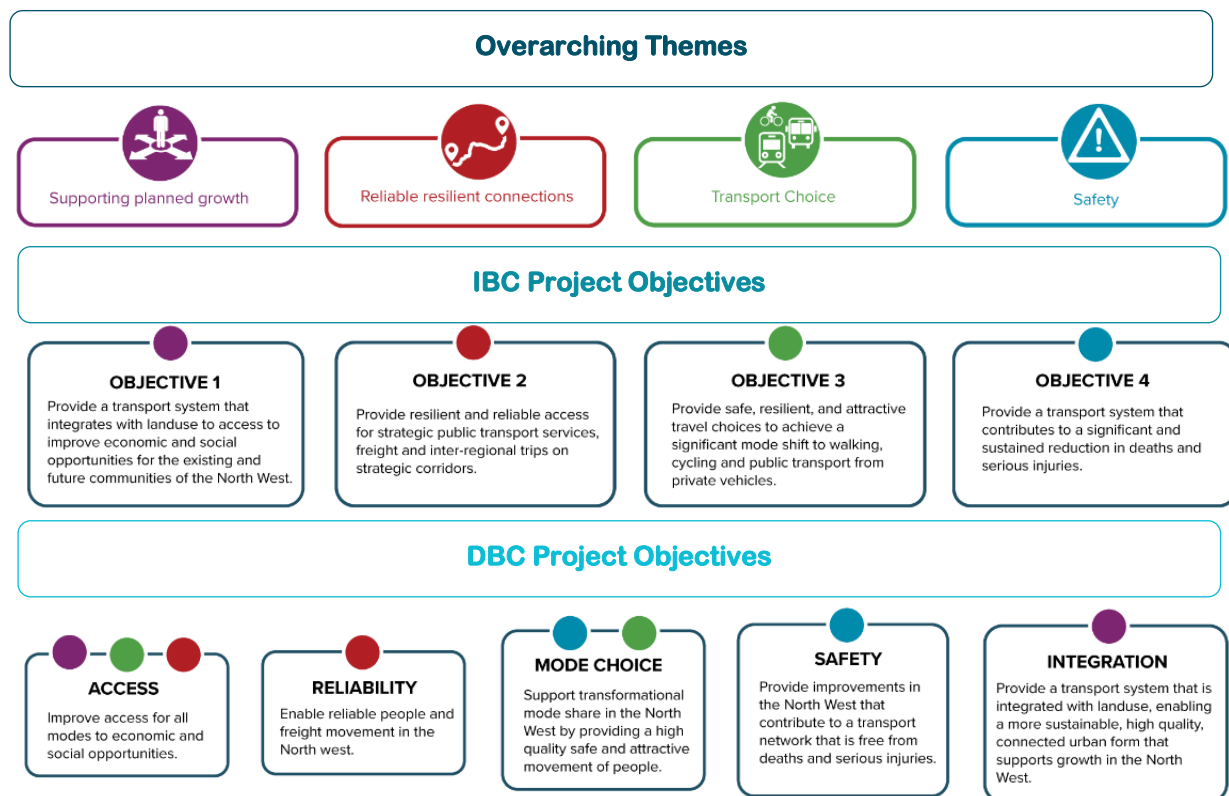 Overarching Themes
Supporting planned growth
Reliable resilient connections
Transport Choice
Safety
IBC Project Objectives
OBJECTIVE 1
Provide a transport system that
integrates with landuse to access to
improve economic and social
opportunities for the existing and
future communities of the North West.
OBJECTIVE 2
Provide resilient and reliable access
for strategic public transport services,
freight and inter-regional trips on
strategic corridors.
OBJECTIVE 3
Provide safe, resilient, and attractive
travel choices to achieve a
significant mode shift to walking,
cycling and public transport from
private vehicles.
OBJECTIVE 4
Provide a transport system that
contributes to a significant and
sustained reduction in deaths and
serious injuries.
DBC Project Objectives
ACCESS
Improve access for all
modes to economic and
social opportunities.
RELIABILITY
Enable reliable people and
freight movement in the
North west.
MODE CHOICE
Support transformational
mode share in the North
West by providing a high
quality safe and attractive
movement of people.
SAFETY
Provide improvements in
the North West that
contribute to a transport
network that is free from
deaths and serious injuries.
INTEGRATION
Provide a transport system that is
integrated with landuse, enabling
a more sustainable, high quality,
connected urban form that
supports growth in the North
West.